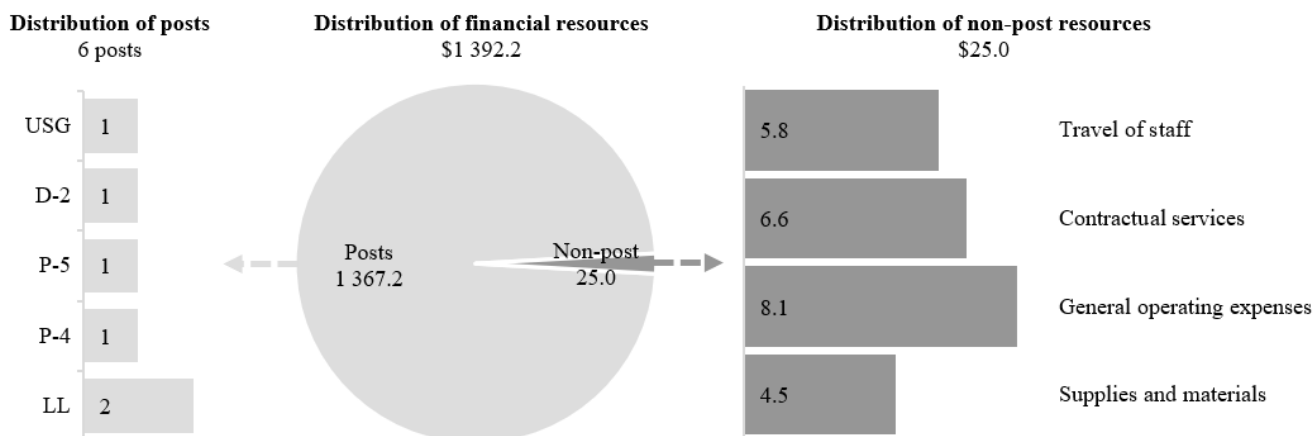 Distribution of posts
6 posts
USG 1
D-2 1
P-5 1
P-4 1
LL 2
Distribution of financial resources
$1 392.2
Posts
1 367.2
Non-post
25.0
Distribution of non-post resources
$25.0
5.8 Travel of staff
6.6 Contractual services
8.1 General operating expenses
4.5 Supplies and materials